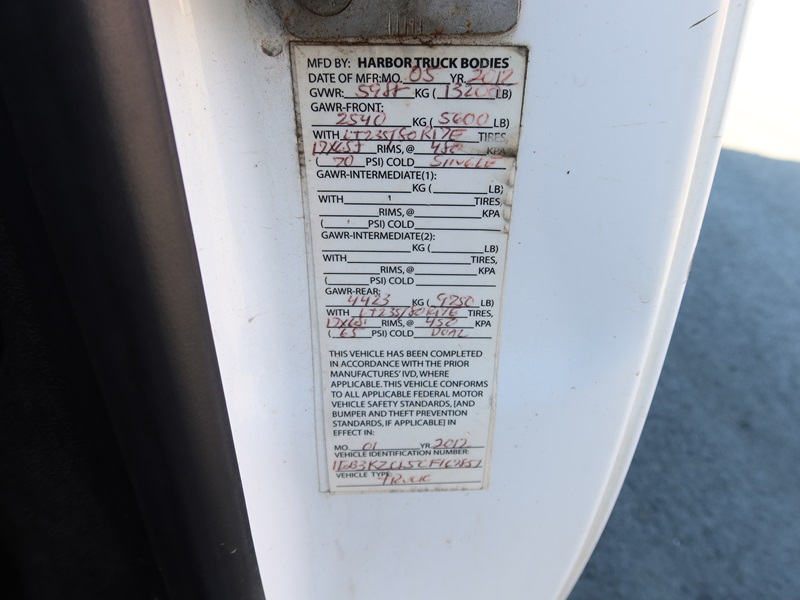 MFD BY: HARBOR TRUCK BODIES
DATE OF MFR:MO. 05 YR. 2012
GVWR: 5988 KG ( 13200 LB)
GAWR-FRONT:
2540 KG ( 5600 LB)
WITH LT235/80R17E TIRES,
RIMS, @ 480 KPA
( 70 PSI) COLD SINGLE
GAWR-INTERMEDIATE(1):
KG ( LB)
WITH TIRES,
RIMS, @ KPA
( PSI) COLD
GAWR-INTERMEDIATE(2):
KG ( LB)
WITH TIRES,
RIMS, @ KPA
( PSI) COLD
GAWR-REAR:
4423 KG ( 9750 LB)
WITH LT235/80R17E TIRES,
RIMS, @ 450 KPA
( 65 PSI) COLD DUAL
THIS VEHICLE HAS BEEN COMPLETED
IN ACCORDANCE WITH THE PRIOR
MANUFACTURES' IVD, WHERE
APPLICABLE. THIS VEHICLE CONFORMS
TO ALL APPLICABLE FEDERAL MOTOR
VEHICLE SAFETY STANDARDS, [AND
BUMPER AND THEFT PREVENTION
STANDARDS, IF APPLICABLE] IN
EFFECT IN:
MO. 01 YR. 2012
VEHICLE IDENTIFICATION NUMBER:
VEHICLE TYPE:
TRUCK